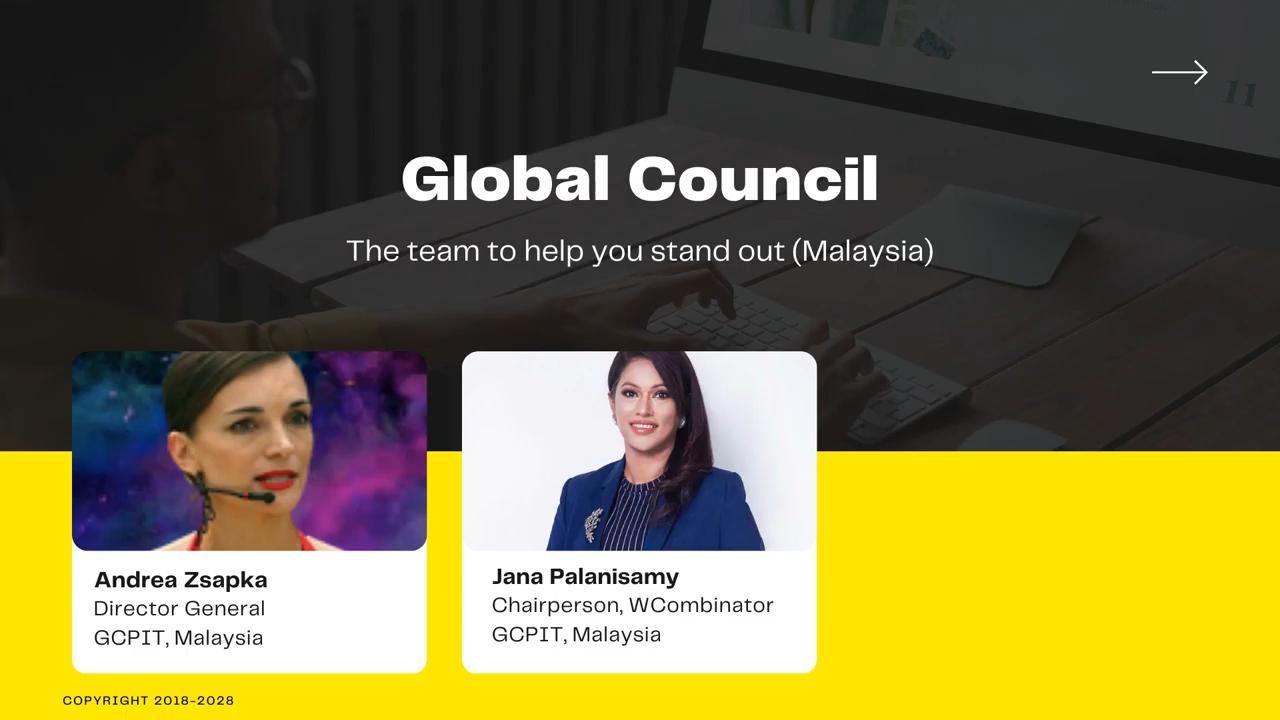 11
Global Council
The team to help you stand out (Malaysia)
Andrea Zsapka
Director General
GCPIT, Malaysia
Jana Palanisamy
Chairperson, WCombinator
GCPIT, Malaysia
COPYRIGHT 2018-2028